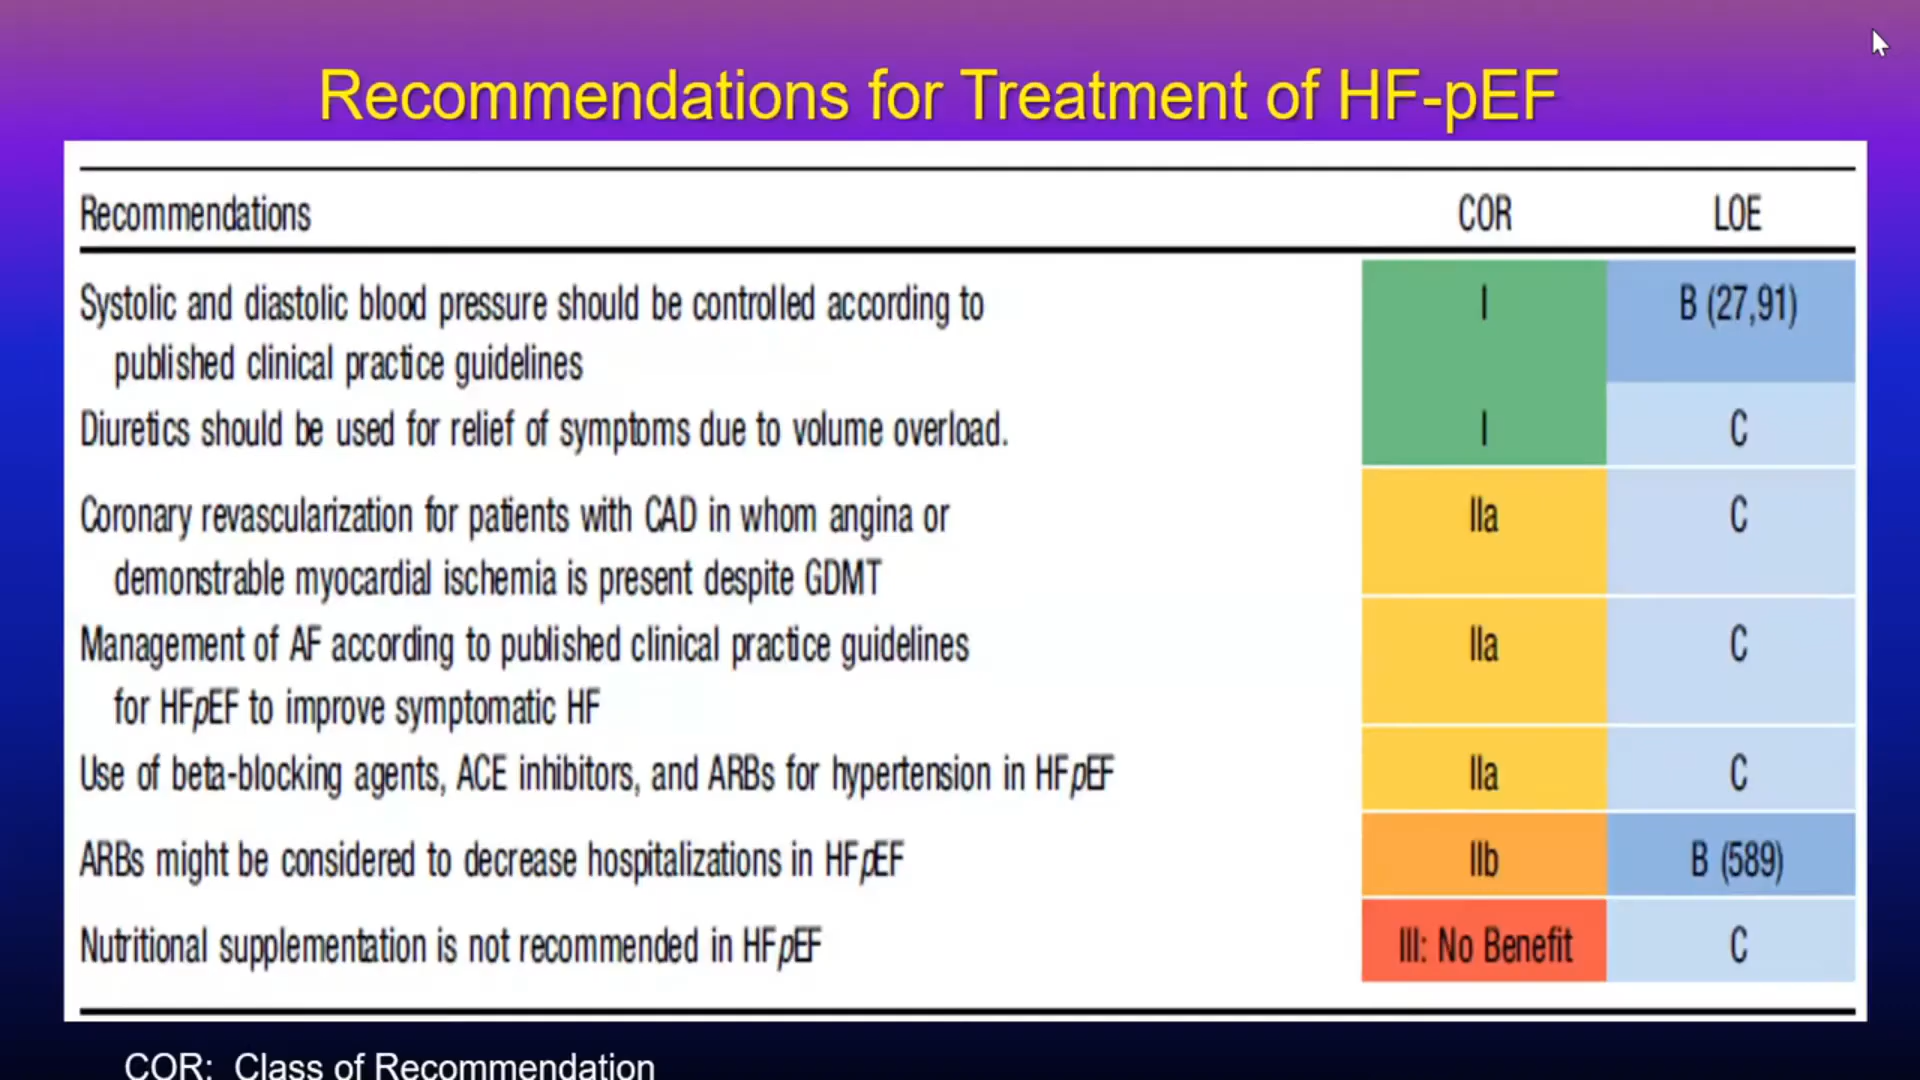 Recommendations for Treatment of HF-pEF
Recommendations COR LOE
Systolic and diastolic blood pressure should be controlled according to I B (27,91)
published clinical practice guidelines
Diuretics should be used for relief of symptoms due to volume overload. I C
Coronary revascularization for patients with CAD in whom angina or IIa C
demonstrable myocardial ischemia is present despite GDMT
Management of AF according to published clinical practice guidelines IIa C
for HFpEF to improve symptomatic HF
Use of beta-blocking agents, ACE inhibitors, and ARBs for hypertension in HFpEF IIa C
ARBs might be considered to decrease hospitalizations in HFpEF IIb B (589)
Nutritional supplementation is not recommended in HFpEF III: No Benefit C
COR: Class of Recommendation